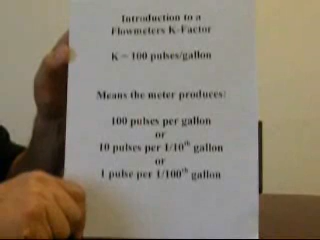 Introduction to a
Flowmeters K-Factor
K = 100 pulses/gallon
Means the meter produces:
100 pulses per gallon
or
10 pulses per 1/10th gallon
or
1 pulse per 1/100th gallon